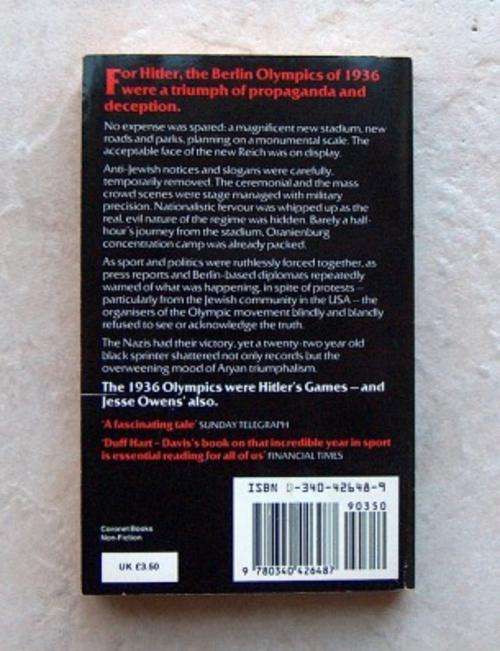 For Hitler, the Berlin Olympics of 1936
were a triumph of propaganda and
deception.
No expense was spared: a magnificent new stadium, new
roads and parks, planning on a monumental scale. The
acceptable face of the new Reich was on display.
Anti-Jewish notices and slogans were carefully,
temporarily removed. The ceremonial and the mass
crowd scenes were stage managed with military
precision. Nationalistic fervour was whipped up as the
real, evil nature of the regime was hidden. Barely a half-
hour's journey from the stadium, Oranienburg
concentration camp was already packed.
As sport and politics were ruthlessly forced together, as
press reports and Berlin-based diplomats repeatedly
warned of what was happening, in spite of protests –
particularly from the Jewish community in the USA – the
organisers of the Olympic movement blindly and blandly
refused to see or acknowledge the truth.
The Nazis had their victory, yet a twenty-two year old
black sprinter shattered not only records but the
overweening mood of Aryan triumphalism.
The 1936 Olympics were Hitler's Games – and
Jesse Owens' also.
'A fascinating tale' SUNDAY TELEGRAPH
'Duff Hart-Davis's book on that incredible year in sport
is essential reading for all of us' FINANCIAL TIMES
ISBN 0-340-42648-9
90350
9 780340 426487
Coronet Books
Non-Fiction
UK £3.50